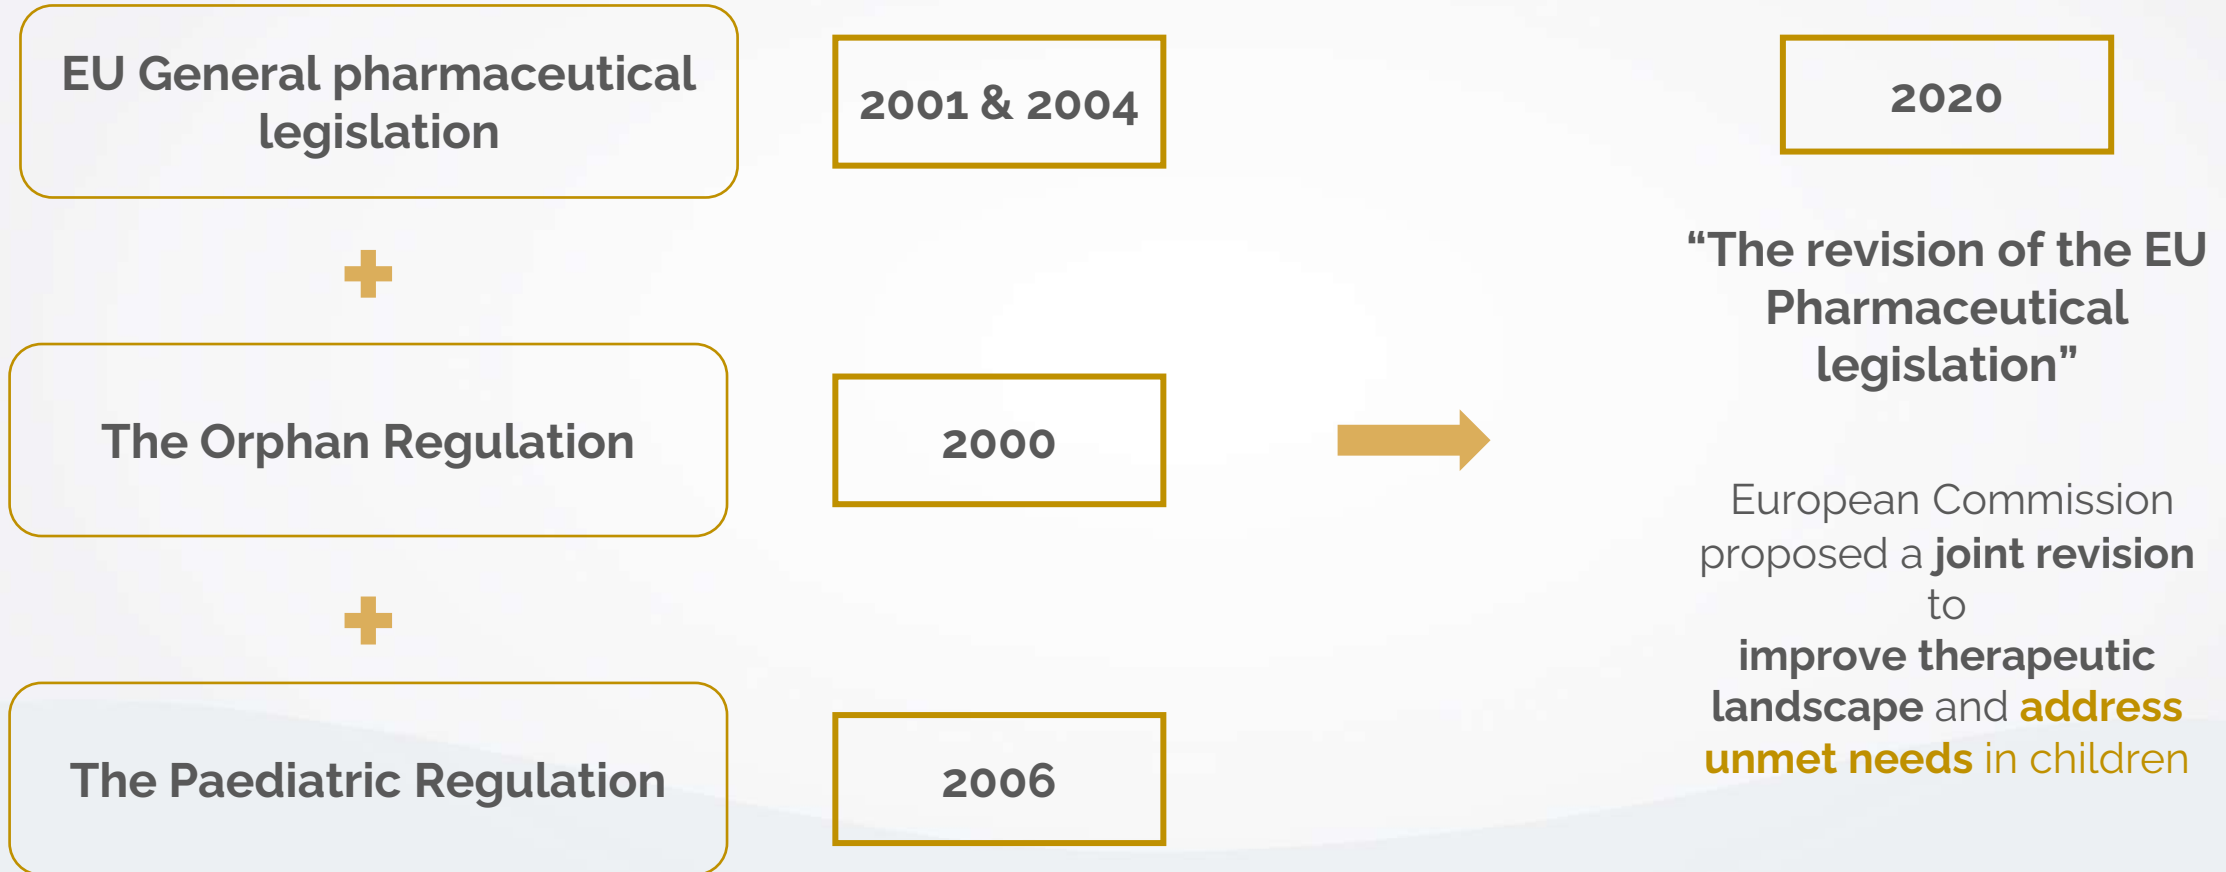 EU General pharmaceutical
legislation
2001 & 2004
The Orphan Regulation
2000
The Paediatric Regulation
2006
2020
“The revision of the EU
Pharmaceutical
legislation”
European Commission
proposed a joint revision
to
improve therapeutic
landscape and address
unmet needs in children